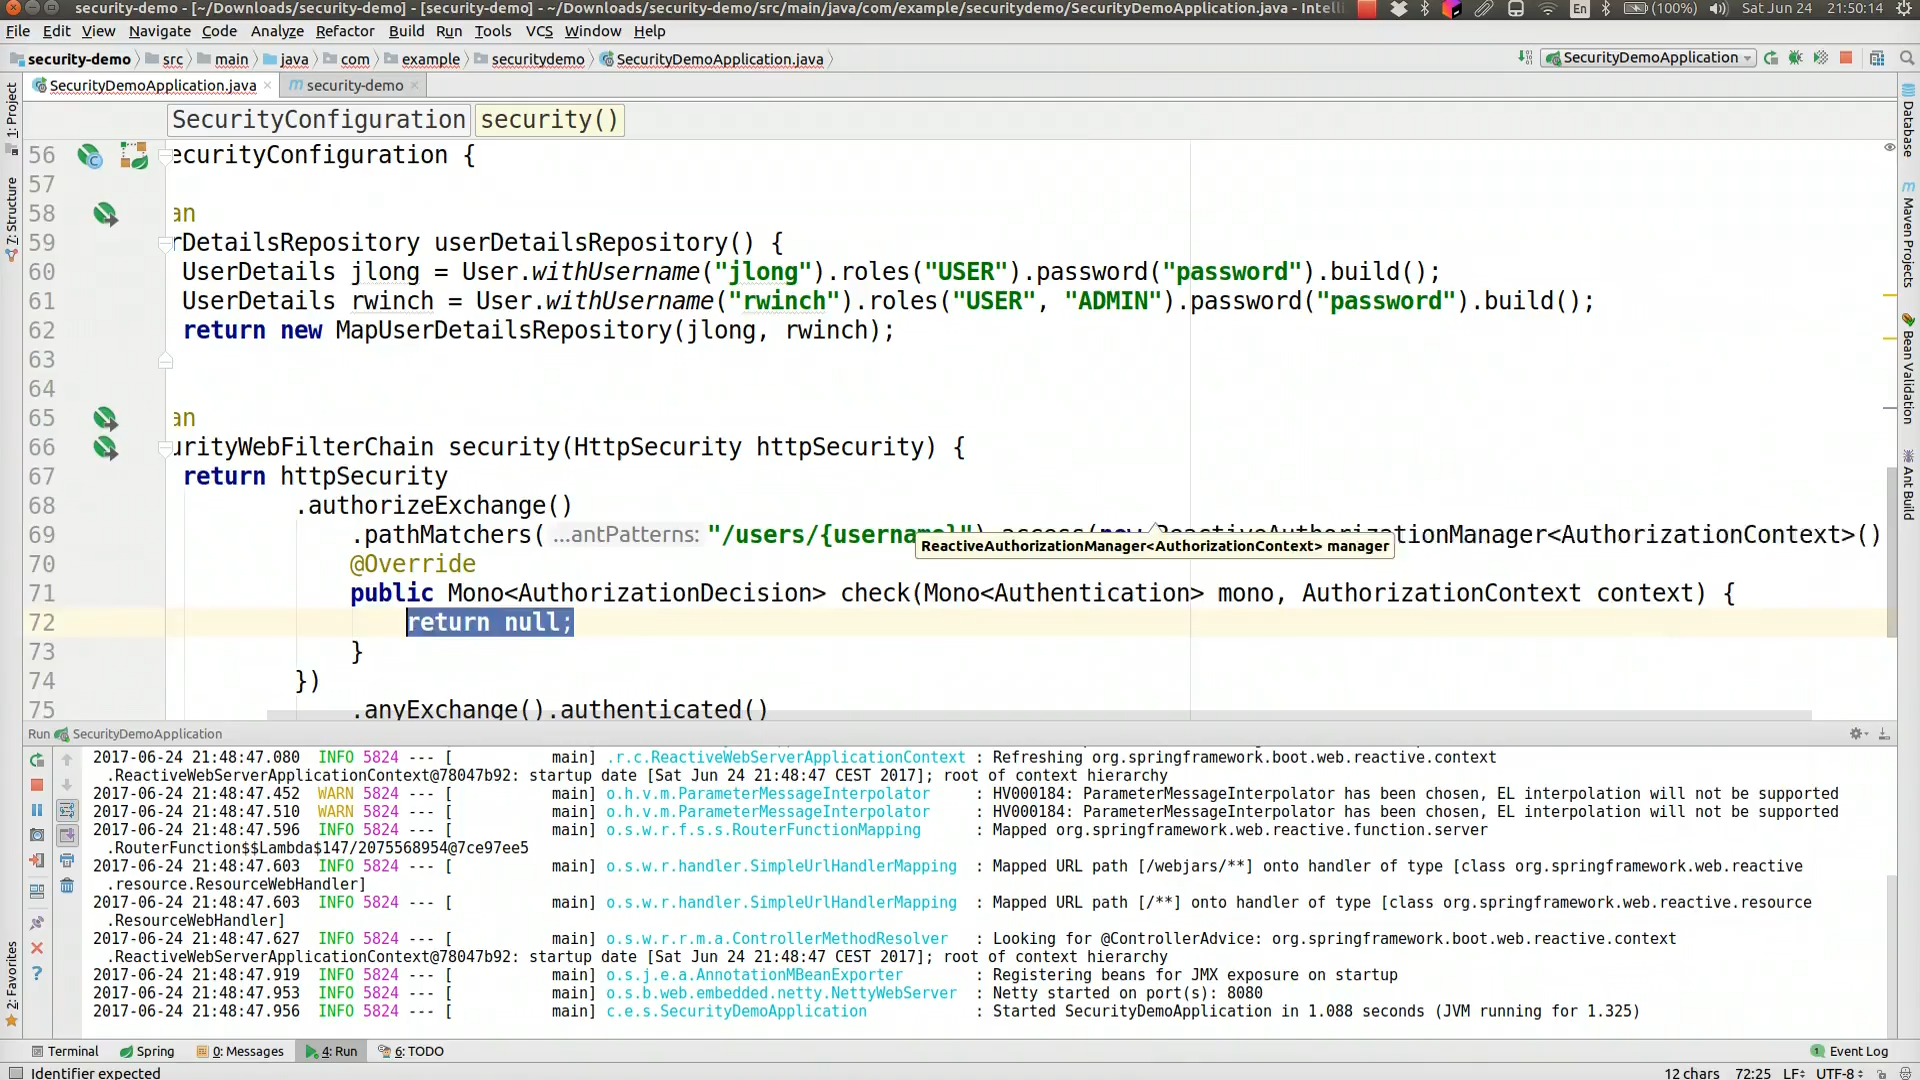 security-demo - [~/Downloads/security-demo] - [security-demo] - ~/Downloads/security-demo/src/main/java/com/example/securitydemo/SecurityDemoApplication.java - Intelli
En
(100%)
Sat Jun 24
21:50:14
File Edit View Navigate Code Analyze Refactor Build Run Tools VCS Window Help
security-demo src main java com example securitydemo SecurityDemoApplication.java
SecurityDemoApplication
SecurityDemoApplication.java
m security-demo
1: Project
7: Structure
2: Favorites
Database
Maven Projects
Bean Validation
Ant Build
SecurityConfiguration security()
56 ecurityConfiguration {
57
58 an
59 rDetailsRepository userDetailsRepository() {
60 UserDetails jlong = User.withUsername("jlong").roles("USER").password("password").build();
61 UserDetails rwinch = User.withUsername("rwinch").roles("USER", "ADMIN").password("password").build();
62 return new MapUserDetailsRepository(jlong, rwinch);
63
64
65 an
66 urityWebFilterChain security(HttpSecurity httpSecurity) {
67 return httpSecurity
68 .authorizeExchange()
69 .pathMatchers( ...antPatterns: "/users/{username}").access(new ReactiveAuthorizationManager<AuthorizationContext>()
ReactiveAuthorizationManager<AuthorizationContext> manager
70 @Override
71 public Mono<AuthorizationDecision> check(Mono<Authentication> mono, AuthorizationContext context) {
72 return null;
73 }
74 })
75 .anyExchange().authenticated()
Run SecurityDemoApplication
2017-06-24 21:48:47.080 INFO 5824 --- [ main] .r.c.ReactiveWebServerApplicationContext : Refreshing org.springframework.boot.web.reactive.context
.ReactiveWebServerApplicationContext@78047b92: startup date [Sat Jun 24 21:48:47 CEST 2017]; root of context hierarchy
2017-06-24 21:48:47.452 WARN 5824 --- [ main] o.h.v.m.ParameterMessageInterpolator : HV000184: ParameterMessageInterpolator has been chosen, EL interpolation will not be supported
2017-06-24 21:48:47.510 WARN 5824 --- [ main] o.h.v.m.ParameterMessageInterpolator : HV000184: ParameterMessageInterpolator has been chosen, EL interpolation will not be supported
2017-06-24 21:48:47.596 INFO 5824 --- [ main] o.s.w.r.f.s.s.RouterFunctionMapping : Mapped org.springframework.web.reactive.function.server
.RouterFunction$$Lambda$147/2075568954@7ce97ee5
2017-06-24 21:48:47.603 INFO 5824 --- [ main] o.s.w.r.handler.SimpleUrlHandlerMapping : Mapped URL path [/webjars/**] onto handler of type [class org.springframework.web.reactive
.resource.ResourceWebHandler]
2017-06-24 21:48:47.603 INFO 5824 --- [ main] o.s.w.r.handler.SimpleUrlHandlerMapping : Mapped URL path [/**] onto handler of type [class org.springframework.web.reactive.resource
.ResourceWebHandler]
2017-06-24 21:48:47.627 INFO 5824 --- [ main] o.s.w.r.r.m.a.ControllerMethodResolver : Looking for @ControllerAdvice: org.springframework.boot.web.reactive.context
.ReactiveWebServerApplicationContext@78047b92: startup date [Sat Jun 24 21:48:47 CEST 2017]; root of context hierarchy
2017-06-24 21:48:47.919 INFO 5824 --- [ main] o.s.j.e.a.AnnotationMBeanExporter : Registering beans for JMX exposure on startup
2017-06-24 21:48:47.953 INFO 5824 --- [ main] o.s.b.web.embedded.netty.NettyWebServer : Netty started on port(s): 8080
2017-06-24 21:48:47.956 INFO 5824 --- [ main] c.e.s.SecurityDemoApplication : Started SecurityDemoApplication in 1.088 seconds (JVM running for 1.325)
Terminal Spring 0: Messages 4: Run 6: TODO 1 Event Log
Identifier expected 12 chars 72:25 LF÷ UTF-8÷